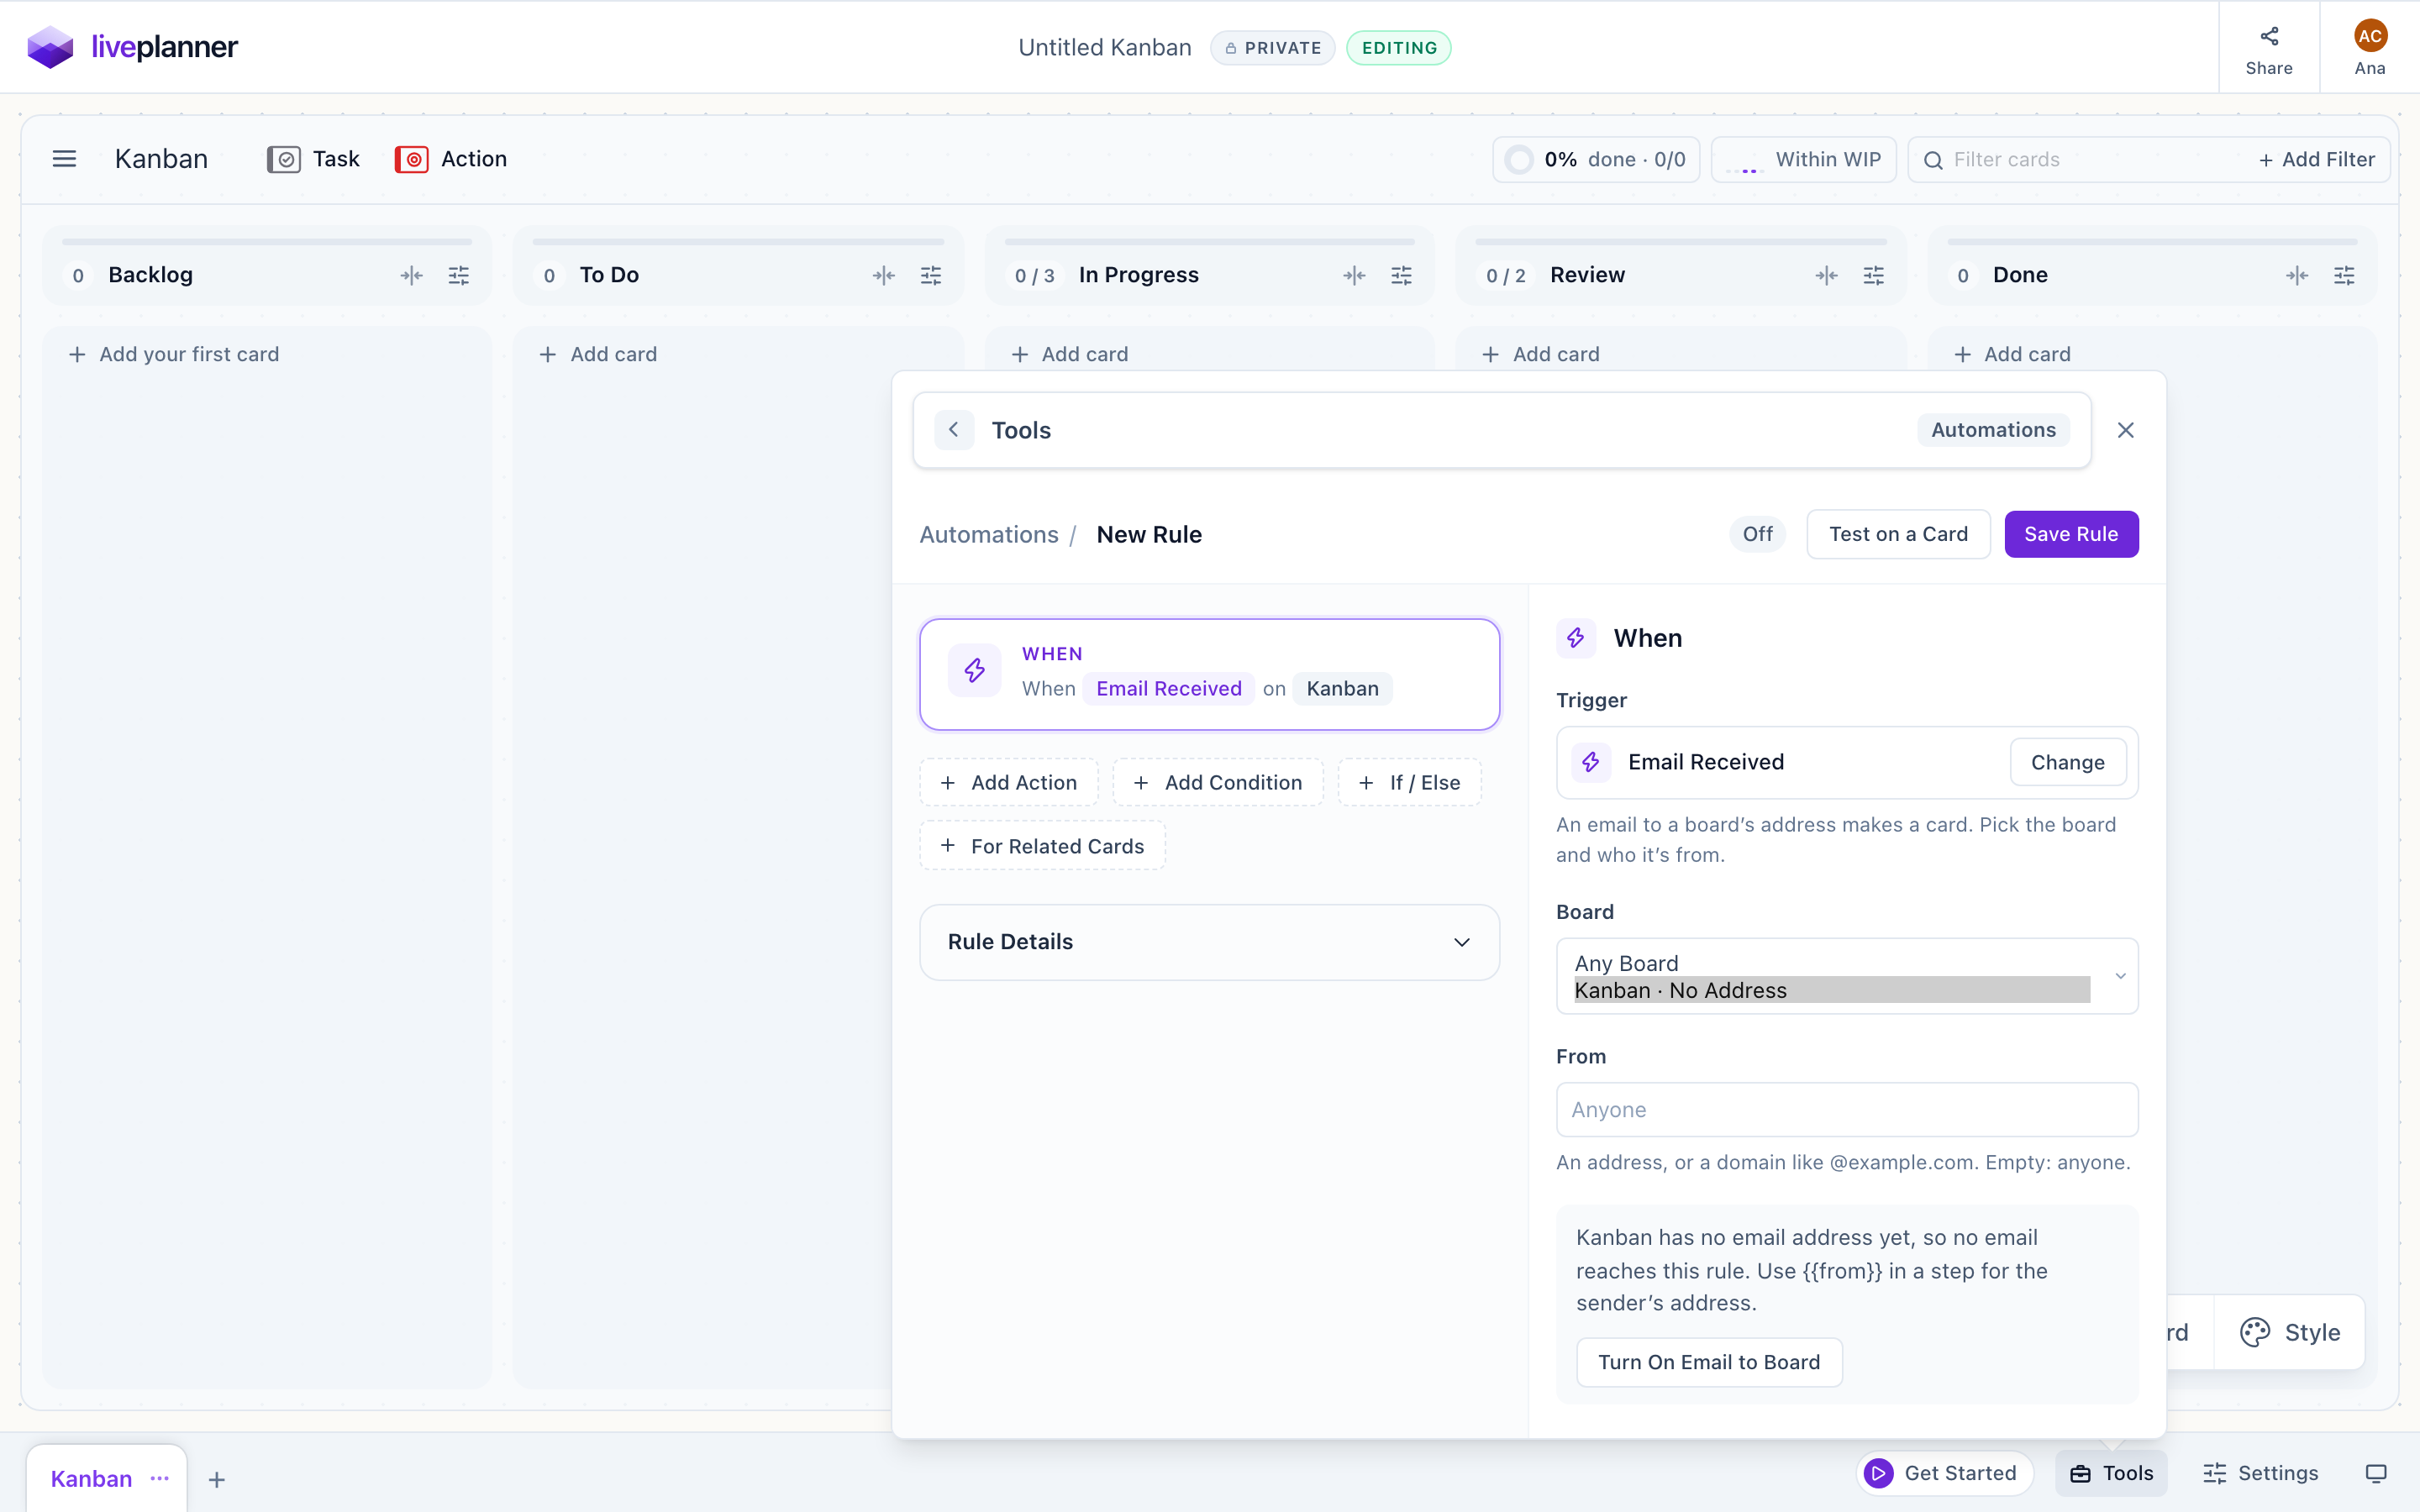 liveplanner
Untitled Kanban
PRIVATE
EDITING
Share
AC
Ana
Kanban
Task
Action
0% done · 0/0
Within WIP
Filter cards
+ Add Filter
0 Backlog
0 To Do
0 / 3 In Progress
0 / 2 Review
0 Done
+ Add your first card
+ Add card
+ Add card
+ Add card
+ Add card
Tools
Automations
Automations / New Rule
Off
Test on a Card
Save Rule
WHEN
When Email Received on Kanban
+ Add Action
+ Add Condition
+ If / Else
+ For Related Cards
Rule Details
When
Trigger
Email Received
Change
An email to a board’s address makes a card. Pick the board
and who it’s from.
Board
Any Board
Kanban · No Address
From
Anyone
An address, or a domain like @example.com. Empty: anyone.
Kanban has no email address yet, so no email
reaches this rule. Use {{from}} in a step for the
sender’s address.
Turn On Email to Board
rd
Style
Kanban ···
+
Get Started
Tools
Settings